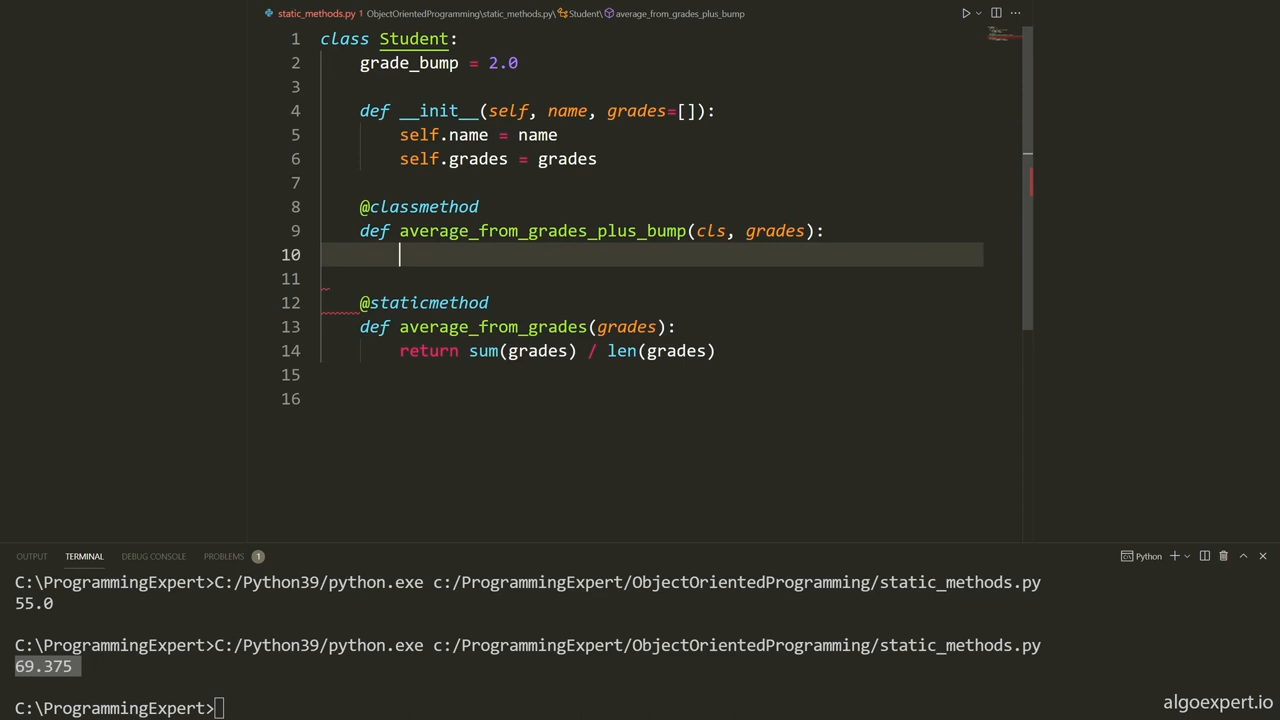 static_methods.py 1 ObjectOrientedProgramming\static_methods.py\Student\average_from_grades_plus_bump
1 class Student:
2     grade_bump = 2.0
3
4     def __init__(self, name, grades=[]):
5         self.name = name
6         self.grades = grades
7
8     @classmethod
9     def average_from_grades_plus_bump(cls, grades):
10
11
12     @staticmethod
13     def average_from_grades(grades):
14         return sum(grades) / len(grades)
15
16
OUTPUT TERMINAL DEBUG CONSOLE PROBLEMS 1 Python
C:\ProgrammingExpert>C:/Python39/python.exe c:/ProgrammingExpert/ObjectOrientedProgramming/static_methods.py
55.0
C:\ProgrammingExpert>C:/Python39/python.exe c:/ProgrammingExpert/ObjectOrientedProgramming/static_methods.py
69.375
C:\ProgrammingExpert>
algoexpert.io